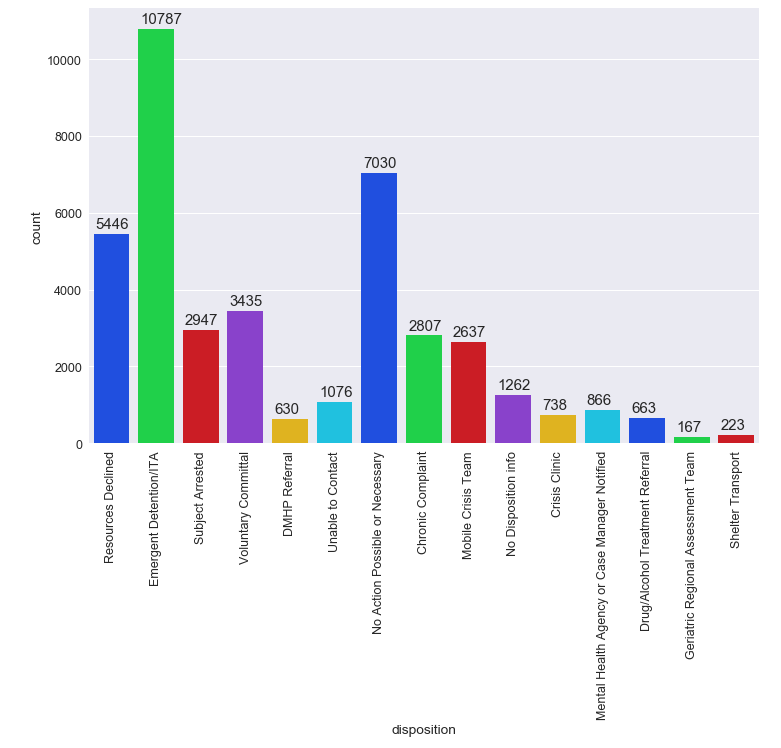 10787
10000
8000
7030
6000
5446
count
4000
3435
2947
2807
2637
2000
1262
1076
866
738
663
630
223
167
0
Resources Declined
Emergent Detention/ITA
Subject Arrested
Voluntary Committal
DMHP Referral
Unable to Contact
No Action Possible or Necessary
Chronic Complaint
Mobile Crisis Team
No Disposition info
Crisis Clinic
Mental Health Agency or Case Manager Notified
Drug/Alcohol Treatment Referral
Geriatric Regional Assessment Team
Shelter Transport
disposition